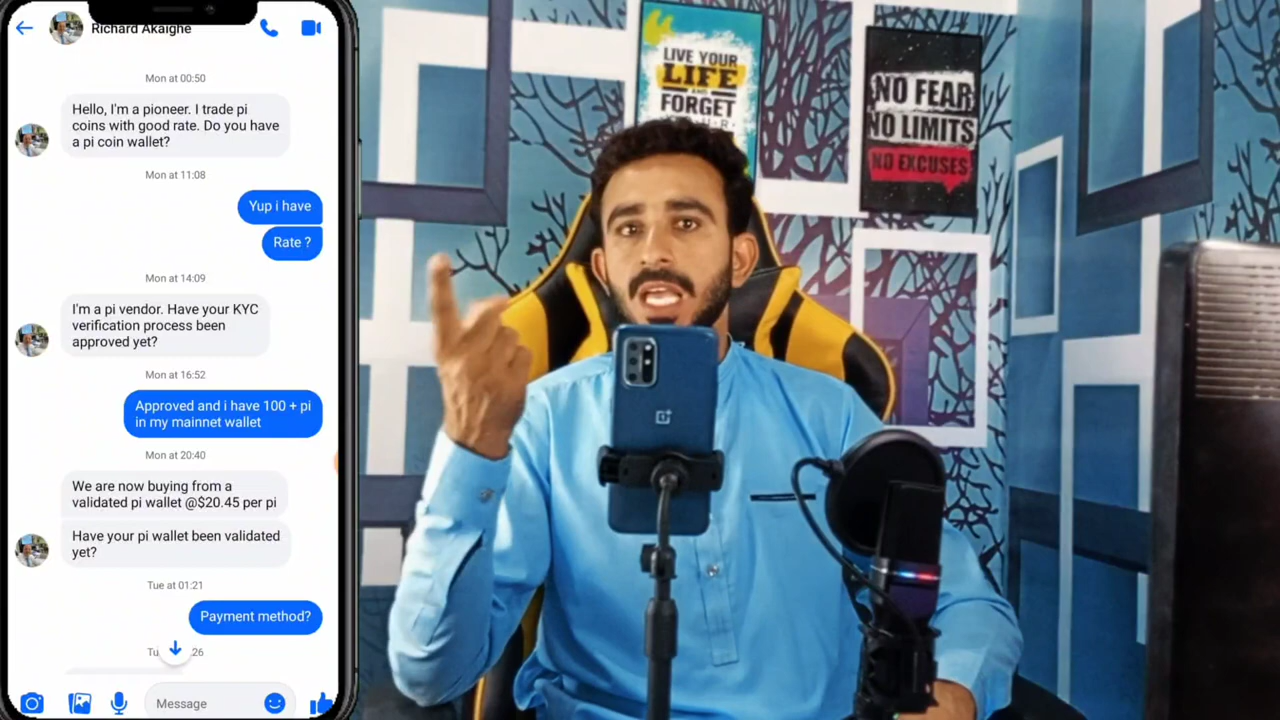 Richard Akaighe
Mon at 00:50
Hello, I'm a pioneer. I trade pi
coins with good rate. Do you have
a pi coin wallet?
Mon at 11:08
Yup i have
Rate ?
Mon at 14:09
I'm a pi vendor. Have your KYC
verification process been
approved yet?
Mon at 16:52
Approved and i have 100 + pi
in my mainnet wallet
Mon at 20:40
We are now buying from a
validated pi wallet @$20.45 per pi
Have your pi wallet been validated
yet?
Tue at 01:21
Payment method?
26
Message
LIVE YOUR
LIFE
AND
FORGET
NO FEAR
NO LIMITS
NO EXCUSES